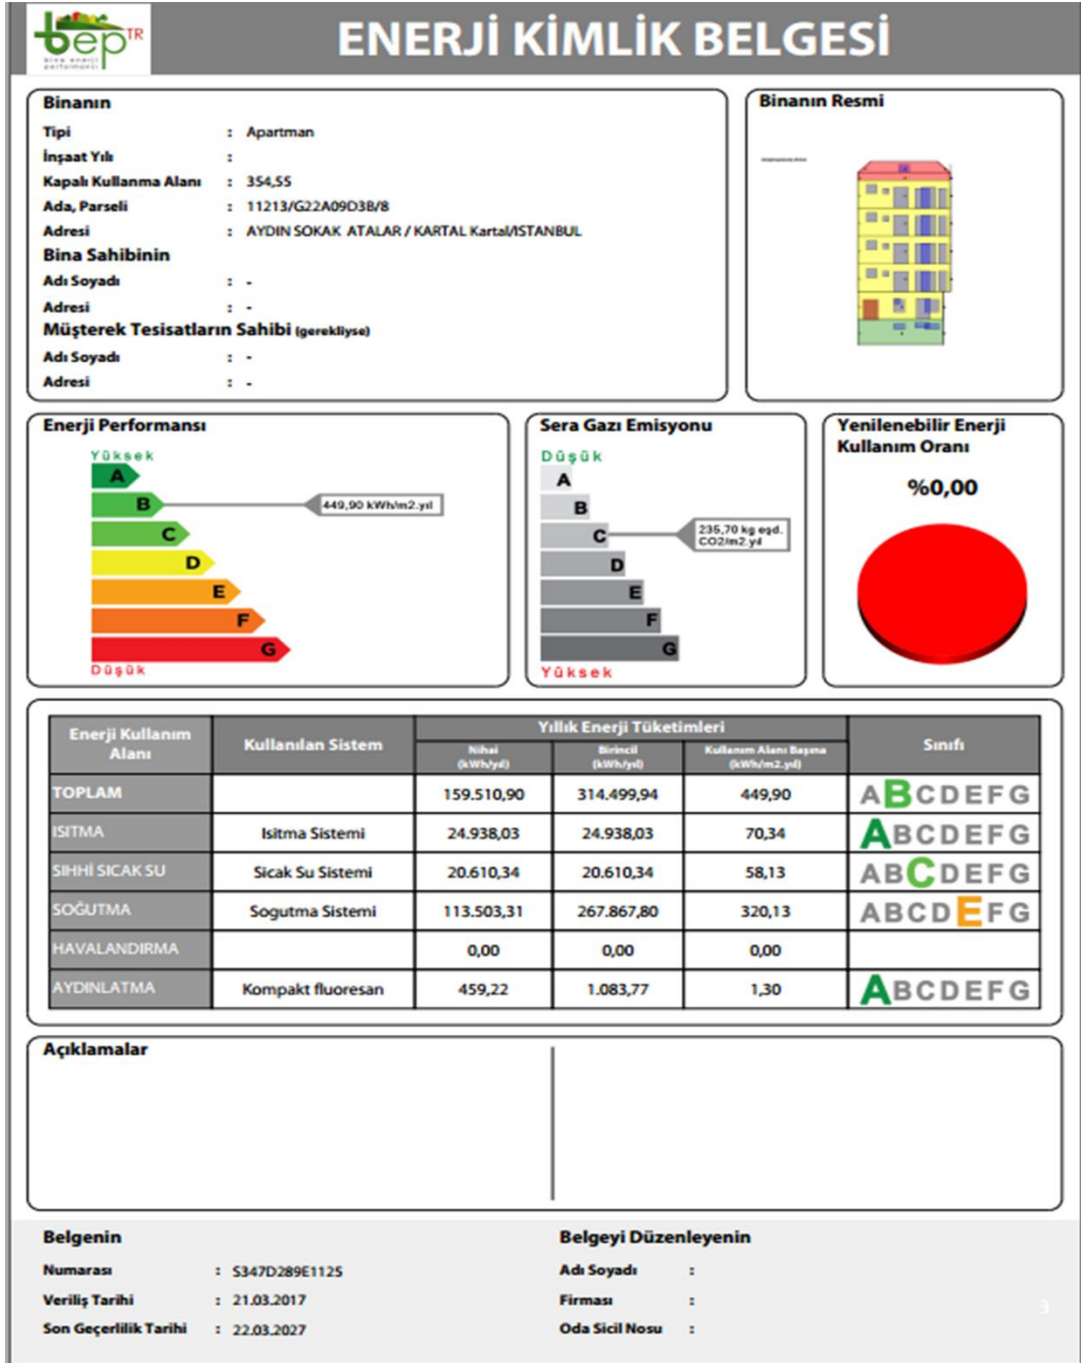 bepTR
bina enerji
performansı
ENERJİ KİMLİK BELGESİ
Binanın
Tipi : Apartman
İnşaat Yılı :
Kapalı Kullanma Alanı : 354,55
Ada, Parseli : 11213/G22A09D3B/8
Adresi : AYDIN SOKAK ATALAR / KARTAL Kartal/ISTANBUL
Bina Sahibinin
Adı Soyadı : -
Adresi : -
Müşterek Tesisatların Sahibi (gerekliyse)
Adı Soyadı : -
Adresi : -
Binanın Resmi
Enerji Performansı
Yüksek
A
B 449,90 kWh/m2.yıl
C
D
E
F
G
Düşük
Sera Gazı Emisyonu
Düşük
A
B
C 235,70 kg eşd.
CO2/m2.yıl
D
E
F
G
Yüksek
Yenilenebilir Enerji
Kullanım Oranı
%0,00
Enerji Kullanım Alanı Kullanılan Sistem Yıllık Enerji Tüketimleri Sınıfı
Nihai (kWh/yıl) Birincil (kWh/yıl) Kullanım Alanı Başına (kWh/m2.yıl)
TOPLAM 159.510,90 314.499,94 449,90 ABCDEFG
ISITMA Isitma Sistemi 24.938,03 24.938,03 70,34 ABCDEFG
SIHHİ SICAK SU Sicak Su Sistemi 20.610,34 20.610,34 58,13 ABCDEFG
SOĞUTMA Sogutma Sistemi 113.503,31 267.867,80 320,13 ABCDEFG
HAVALANDIRMA 0,00 0,00 0,00
AYDINLATMA Kompakt fluoresan 459,22 1.083,77 1,30 ABCDEFG
Açıklamalar
Belgenin
Numarası : S347D289E1125
Veriliş Tarihi : 21.03.2017
Son Geçerlilik Tarihi : 22.03.2027
Belgeyi Düzenleyenin
Adı Soyadı :
Firması :
Oda Sicil Nosu :
3